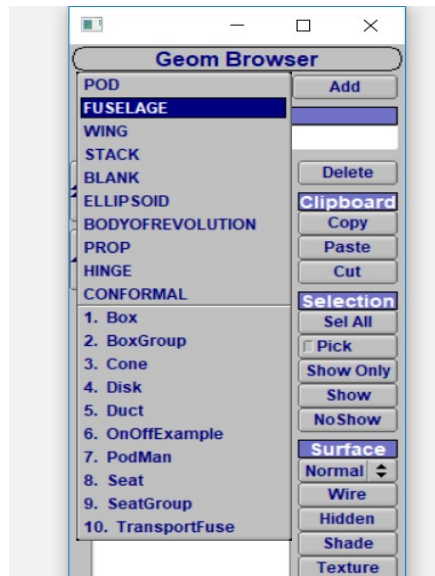 Geom Browser
POD
FUSELAGE
WING
STACK
BLANK
ELLIPSOID
BODYOFREVOLUTION
PROP
HINGE
CONFORMAL
1. Box
2. BoxGroup
3. Cone
4. Disk
5. Duct
6. OnOffExample
7. PodMan
8. Seat
9. SeatGroup
10. TransportFuse
Add
Delete
Clipboard
Copy
Paste
Cut
Selection
Sel All
Pick
Show Only
Show
NoShow
Surface
Normal
Wire
Hidden
Shade
Texture